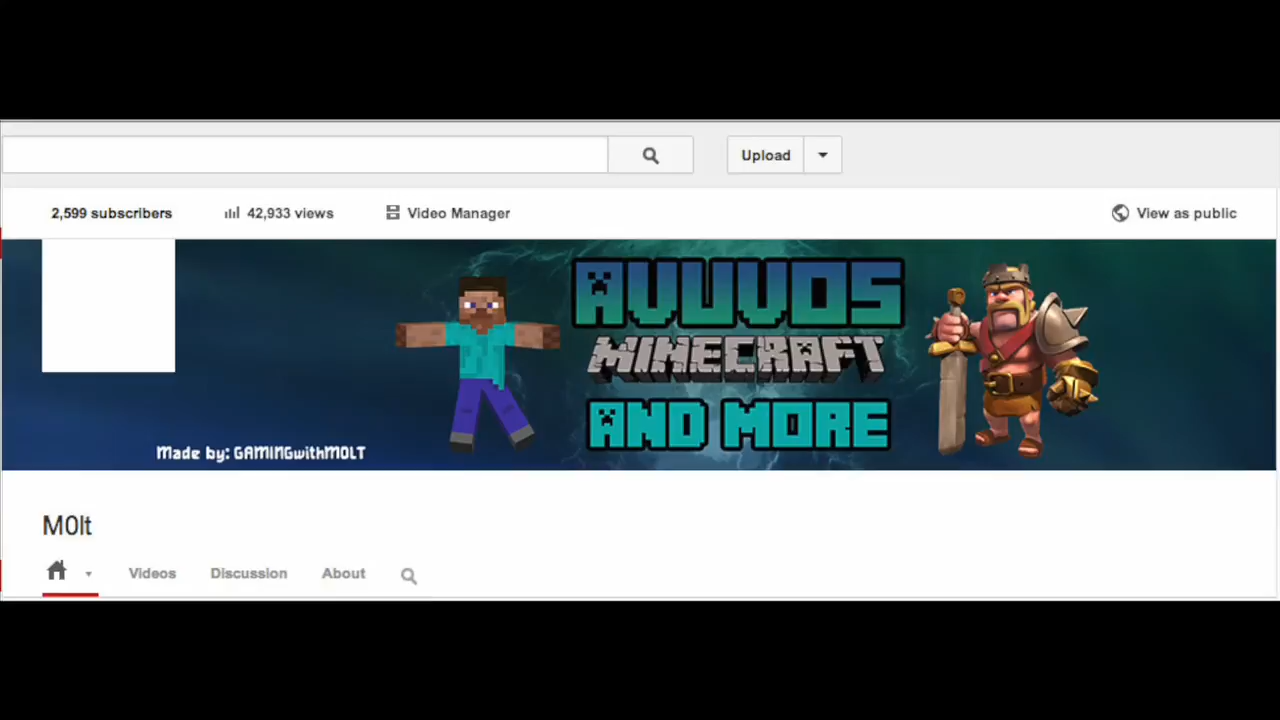 Upload
2,599 subscribers
42,933 views
Video Manager
View as public
AVUVOS
MINECRAFT
AND MORE
Made by: GAMINGwithMOLT
M0lt
Videos
Discussion
About